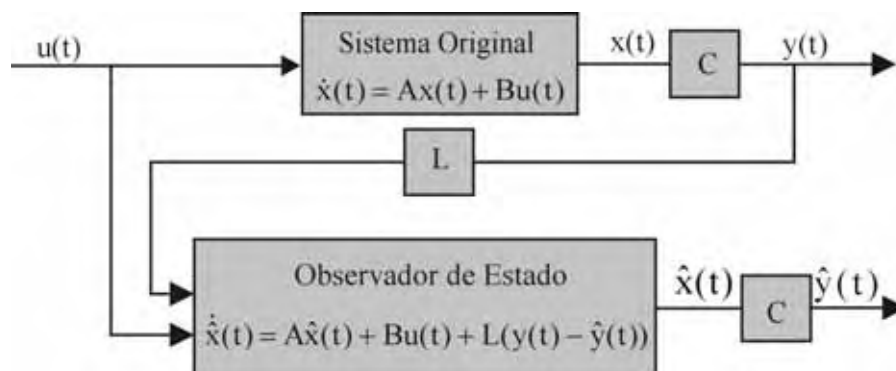 u(t)
Sistema Original
ẋ(t) = Ax(t) + Bu(t)
x(t)
C
y(t)
L
Observador de Estado
x̂̇(t) = Ax̂(t) + Bu(t) + L(y(t) − ŷ(t))
x̂(t)
C
ŷ(t)